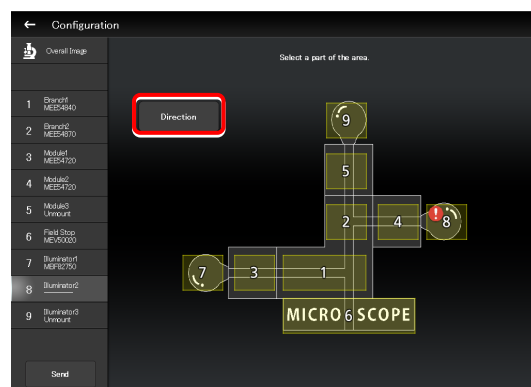 Configuration
Overall Image
Select a part of the area.
1 Branch1
MEE54840
2 Branch2
MEE54870
3 Module1
MEE54720
4 Module2
MEE54720
5 Module3
Unmount
6 Field Stop
MEV50020
7 Illuminator1
MEIF82750
8 Illuminator2
9 Illuminator3
Unmount
Send
Direction
9
5
2
4
!
8
7
3
1
MICRO 6 SCOPE